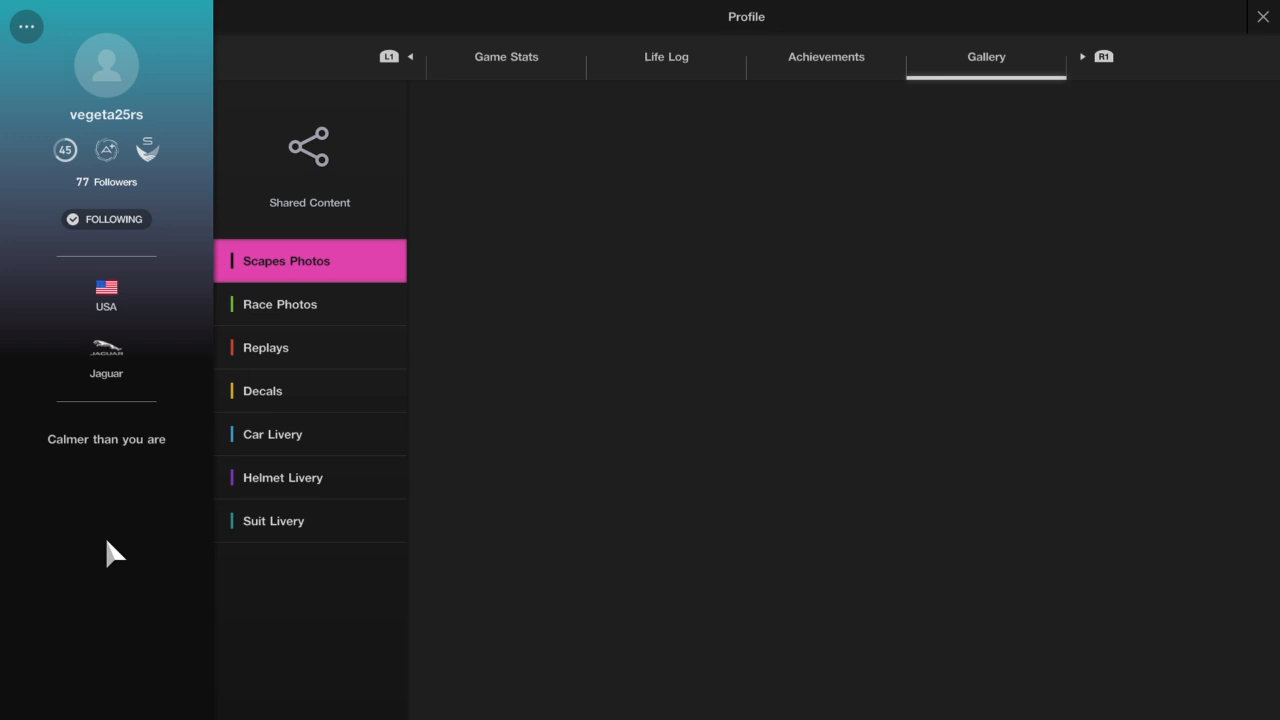 Profile
L1
Game Stats
Life Log
Achievements
Gallery
R1
vegeta25rs
45
A+
S
77 Followers
FOLLOWING
USA
JAGUAR
Jaguar
Calmer than you are
Shared Content
Scapes Photos
Race Photos
Replays
Decals
Car Livery
Helmet Livery
Suit Livery